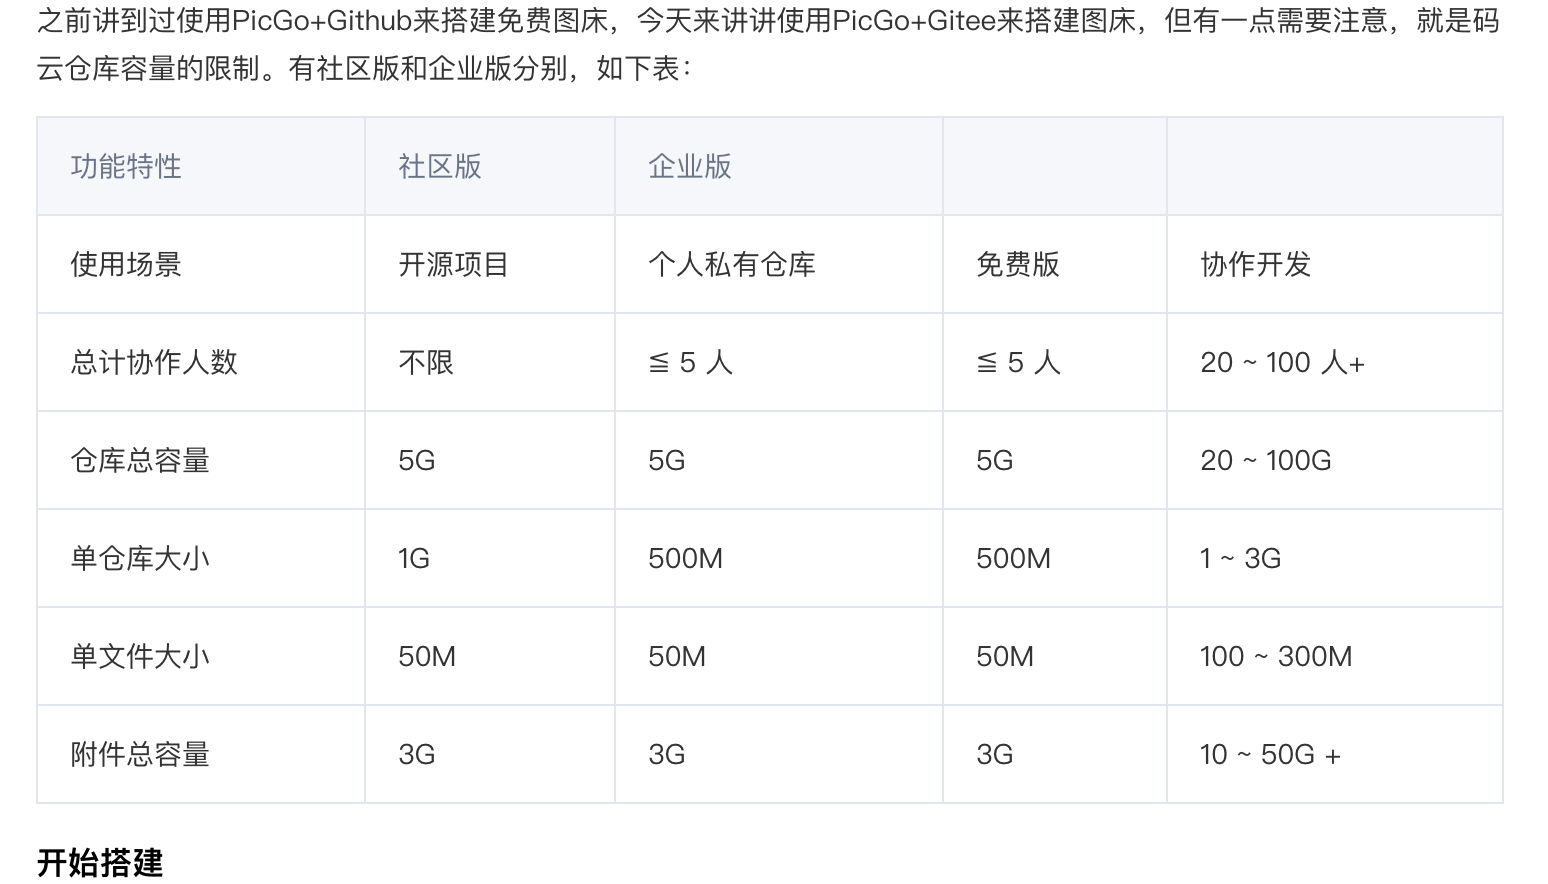 之前讲到过使用PicGo+Github来搭建免费图床，今天来讲讲使用PicGo+Gitee来搭建图床，但有一点需要注意，就是码
云仓库容量的限制。有社区版和企业版分别，如下表：
功能特性 社区版 企业版
使用场景 开源项目 个人私有仓库 免费版 协作开发
总计协作人数 不限 ≦ 5 人 ≦ 5 人 20 ~ 100 人+
仓库总容量 5G 5G 5G 20 ~ 100G
单仓库大小 1G 500M 500M 1 ~ 3G
单文件大小 50M 50M 50M 100 ~ 300M
附件总容量 3G 3G 3G 10 ~ 50G +
开始搭建